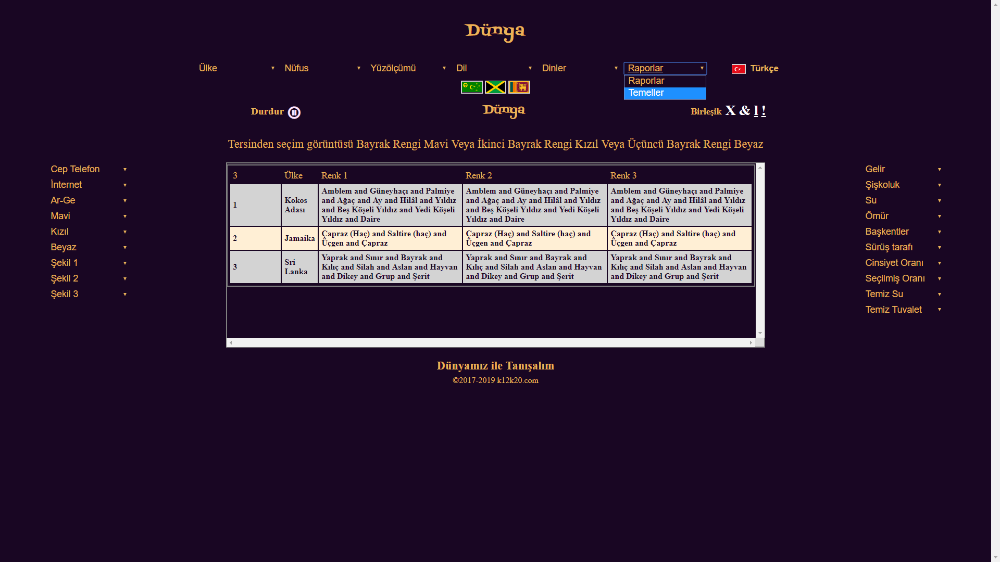 Dünya
Ülke Nüfus Yüzölçümü Dil Dinler Raporlar Türkçe
Raporlar
Temeller
Durdur Dünya Birleşik X & l !
Tersinden seçim görüntüsü Bayrak Rengi Mavi Veya İkinci Bayrak Rengi Kızıl Veya Üçüncü Bayrak Rengi Beyaz
Cep Telefon
İnternet
Ar-Ge
Mavi
Kızıl
Beyaz
Şekil 1
Şekil 2
Şekil 3
3 Ülke Renk 1 Renk 2 Renk 3
1
Kokos
Adası
Amblem and Güneyhaçı and Palmiye
and Ağaç and Ay and Hilâl and Yıldız
and Beş Köşeli Yıldız and Yedi Köşeli
Yıldız and Daire
Amblem and Güneyhaçı and Palmiye
and Ağaç and Ay and Hilâl and Yıldız
and Beş Köşeli Yıldız and Yedi Köşeli
Yıldız and Daire
Amblem and Güneyhaçı and Palmiye
and Ağaç and Ay and Hilâl and Yıldız
and Beş Köşeli Yıldız and Yedi Köşeli
Yıldız and Daire
2
Jamaika
Çapraz (Haç) and Saltire (haç) and
Üçgen and Çapraz
Çapraz (Haç) and Saltire (haç) and
Üçgen and Çapraz
Çapraz (Haç) and Saltire (haç) and
Üçgen and Çapraz
3
Sri
Lanka
Yaprak and Sınır and Bayrak and
Kılıç and Silah and Aslan and Hayvan
and Dikey and Grup and Şerit
Yaprak and Sınır and Bayrak and
Kılıç and Silah and Aslan and Hayvan
and Dikey and Grup and Şerit
Yaprak and Sınır and Bayrak and
Kılıç and Silah and Aslan and Hayvan
and Dikey and Grup and Şerit
Gelir
Şişkoluk
Su
Ömür
Başkentler
Sürüş tarafı
Cinsiyet Oranı
Seçilmiş Oranı
Temiz Su
Temiz Tuvalet
Dünyamız ile Tanışalım
©2017-2019 k12k20.com